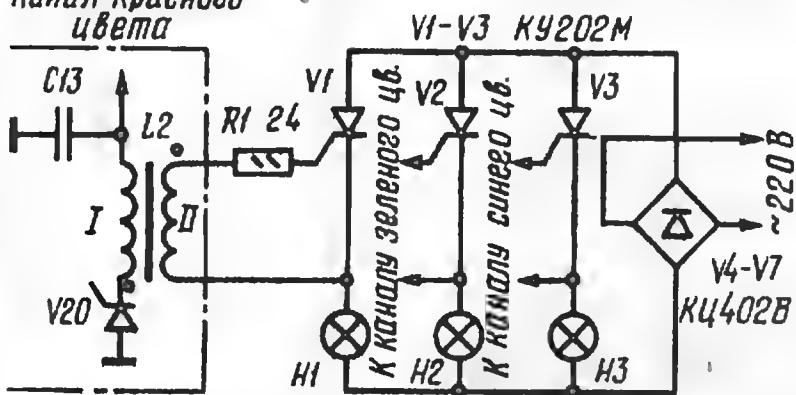 Канал красного
цвета
C13
L2
I
II
V20
R1 24
V1
V1-V3 КУ202М
V2
V3
К каналу зеленого цв.
К каналу синего цв.
~220 В
V4-V7
КЦ402В
H1
H2
H3